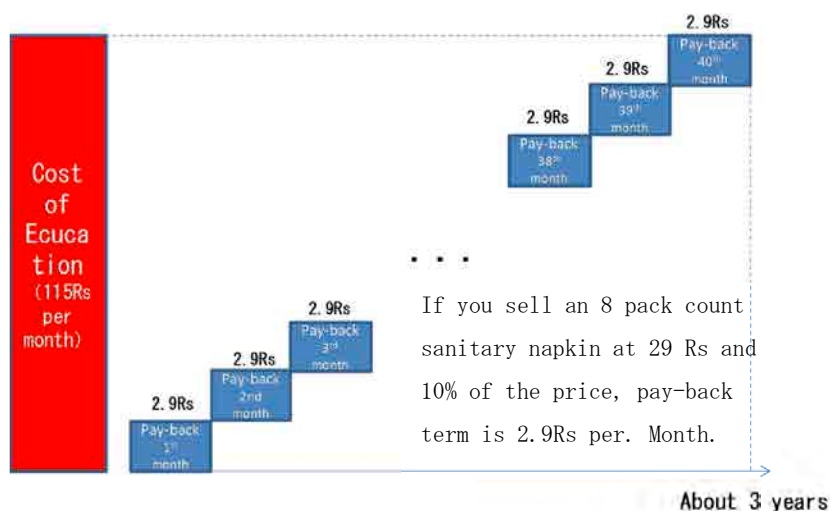 Cost
of
Ecuca
tion
(115Rs
per
month)
2.9Rs
Pay-back
1st
month
2.9Rs
Pay-back
2nd
month
2.9Rs
Pay-back
3rd
month
. . .
2.9Rs
Pay-back
38th
month
2.9Rs
Pay-back
39th
month
2.9Rs
Pay-back
40th
month
If you sell an 8 pack count
sanitary napkin at 29 Rs and
10% of the price, pay-back
term is 2.9Rs per. Month.
About 3 years